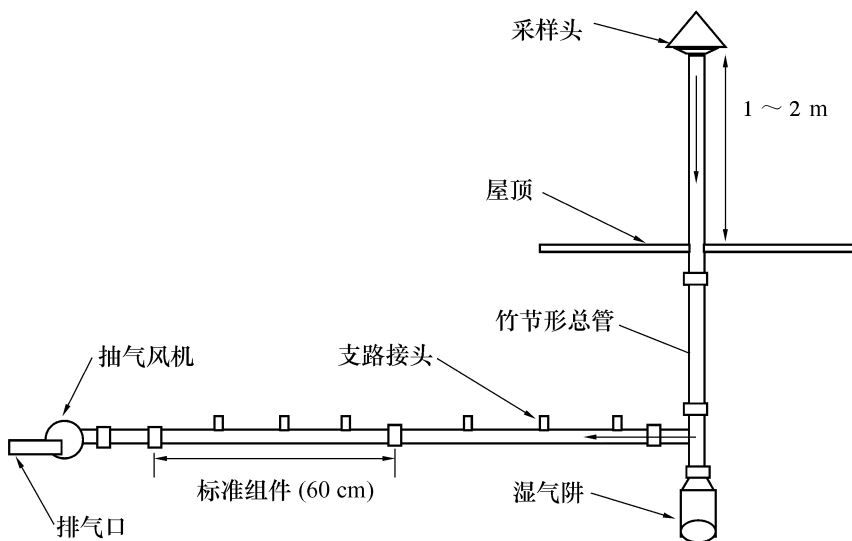 采样头
1～2 m
屋顶
竹节形总管
抽气风机
支路接头
标准组件 (60 cm)
湿气阱
排气口